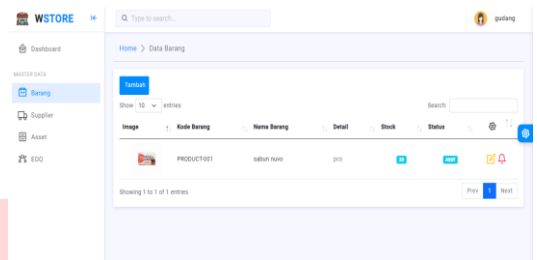 WSTORE
Type to search...
gudang
Dashboard
Home > Data Barang
MASTER DATA
Barang
Supplier
Asset
EOQ
Tambah
Show 10 entries
Search:
Image Kode Barang Nama Barang Detail Stock Status
PRODUCT-001 sabun nuvo pcs
Showing 1 to 1 of 1 entries
Prev 1 Next